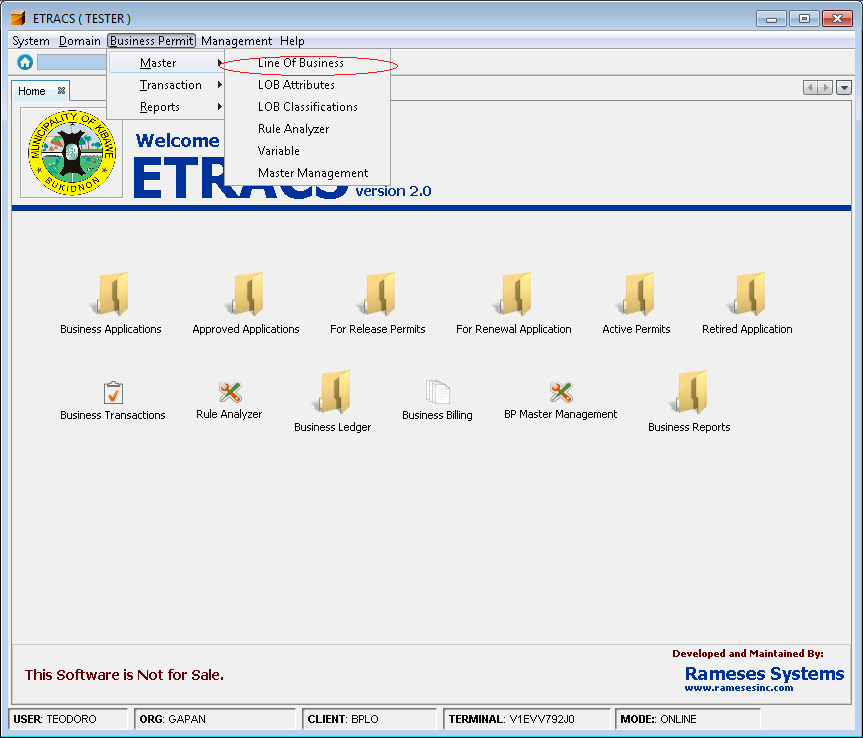 ETRACS ( TESTER )
System Domain Business Permit Management Help
Master
Transaction
Reports
Line Of Business
LOB Attributes
LOB Classifications
Rule Analyzer
Variable
Master Management
Home
MUNICIPALITY OF KIBAWE
BUKIDNON
Welcome
ETRACS version 2.0
Business Applications
Approved Applications
For Release Permits
For Renewal Application
Active Permits
Retired Application
Business Transactions
Rule Analyzer
Business Ledger
Business Billing
BP Master Management
Business Reports
This Software is Not for Sale.
Developed and Maintained By:
Rameses Systems
www.ramesesinc.com
USER: TEODORO
ORG: GAPAN
CLIENT: BPLO
TERMINAL: V1EVV792J0
MODE: ONLINE